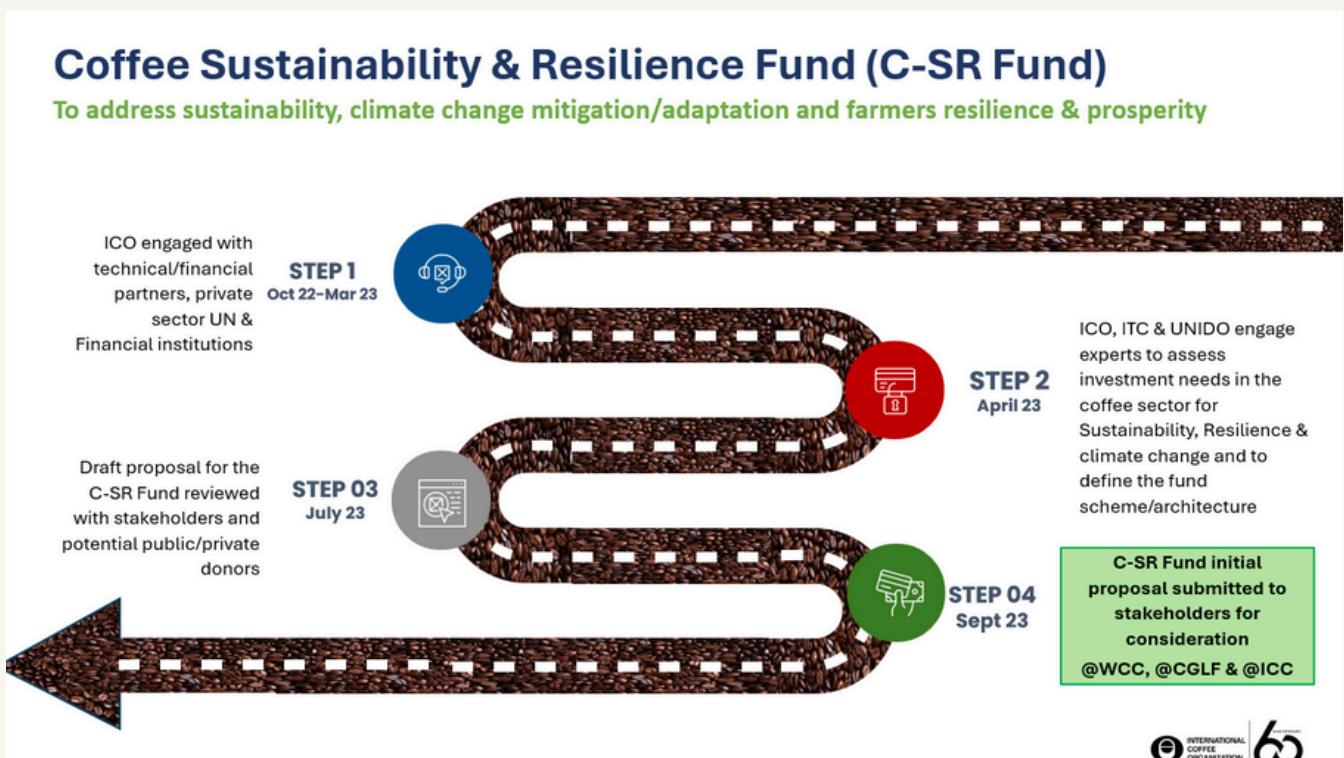 Coffee Sustainability & Resilience Fund (C-SR Fund)
To address sustainability, climate change mitigation/adaptation and farmers resilience & prosperity
ICO engaged with
technical/financial
partners, private
sector UN &
Financial institutions
STEP 1
Oct 22-Mar 23
STEP 2
April 23
ICO, ITC & UNIDO engage
experts to assess
investment needs in the
coffee sector for
Sustainability, Resilience &
climate change and to
define the fund
scheme/architecture
Draft proposal for the
C-SR Fund reviewed
with stakeholders and
potential public/private
donors
STEP 03
July 23
STEP 04
Sept 23
C-SR Fund initial
proposal submitted to
stakeholders for
consideration
@WCC, @CGLF & @ICC
INTERNATIONAL
COFFEE
ORGANIZATION
60